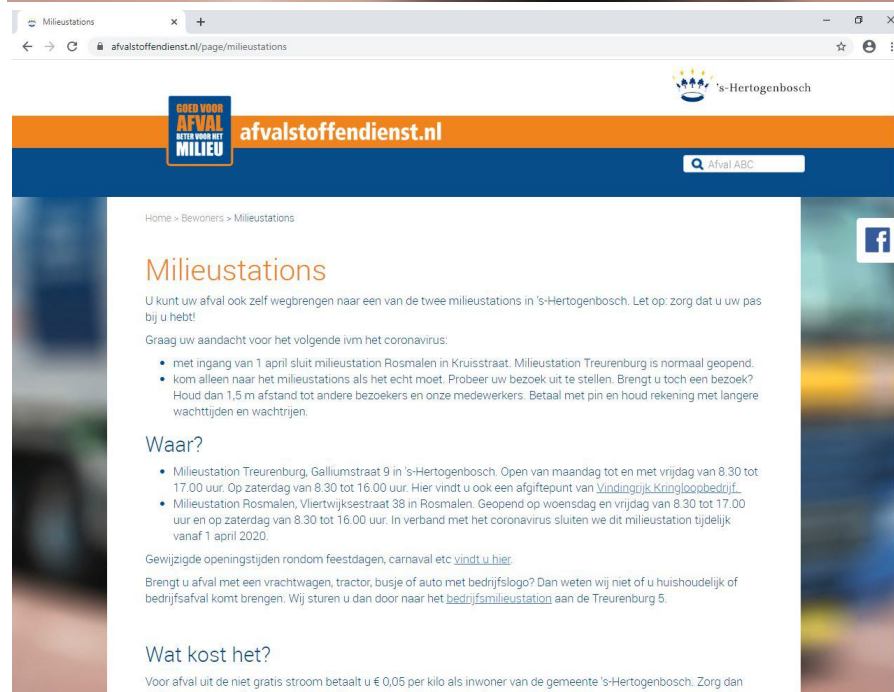 Milieustations
afvalstoffendienst.nl/page/milieustations
's-Hertogenbosch
GOED VOOR
AFVAL
BETER VOOR HET
MILIEU
afvalstoffendienst.nl
Afval ABC
Home > Bewoners > Milieustations
Milieustations
U kunt uw afval ook zelf wegbrengen naar een van de twee milieustations in 's-Hertogenbosch. Let op: zorg dat u uw pas
bij u hebt!
Graag uw aandacht voor het volgende ivm het coronavirus:
• met ingang van 1 april sluit milieustation Rosmalen in Kruisstraat. Milieustation Treurenburg is normaal geopend.
• kom alleen naar het milieustations als het echt moet. Probeer uw bezoek uit te stellen. Brengt u toch een bezoek?
Houd dan 1,5 m afstand tot andere bezoekers en onze medewerkers. Betaal met pin en houd rekening met langere
wachttijden en wachtrijen.
Waar?
• Milieustation Treurenburg, Galliumstraat 9 in 's-Hertogenbosch. Open van maandag tot en met vrijdag van 8.30 tot
17.00 uur. Op zaterdag van 8.30 tot 16.00 uur. Hier vindt u ook een afgiftepunt van Vindingrijk Kringloopbedrijf.
• Milieustation Rosmalen, Vliertwijksestraat 38 in Rosmalen. Geopend op woensdag en vrijdag van 8.30 tot 17.00
uur en op zaterdag van 8.30 tot 16.00 uur. In verband met het coronavirus sluiten we dit milieustation tijdelijk
vanaf 1 april 2020.
Gewijzigde openingstijden rondom feestdagen, carnaval etc vindt u hier.
Brengt u afval met een vrachtwagen, tractor, busje of auto met bedrijfslogo? Dan weten wij niet of u huishoudelijk of
bedrijfsafval komt brengen. Wij sturen u dan door naar het bedrijfsmilieustation aan de Treurenburg 5.
Wat kost het?
Voor afval uit de niet gratis stroom betaalt u € 0,05 per kilo als inwoner van de gemeente 's-Hertogenbosch. Zorg dan